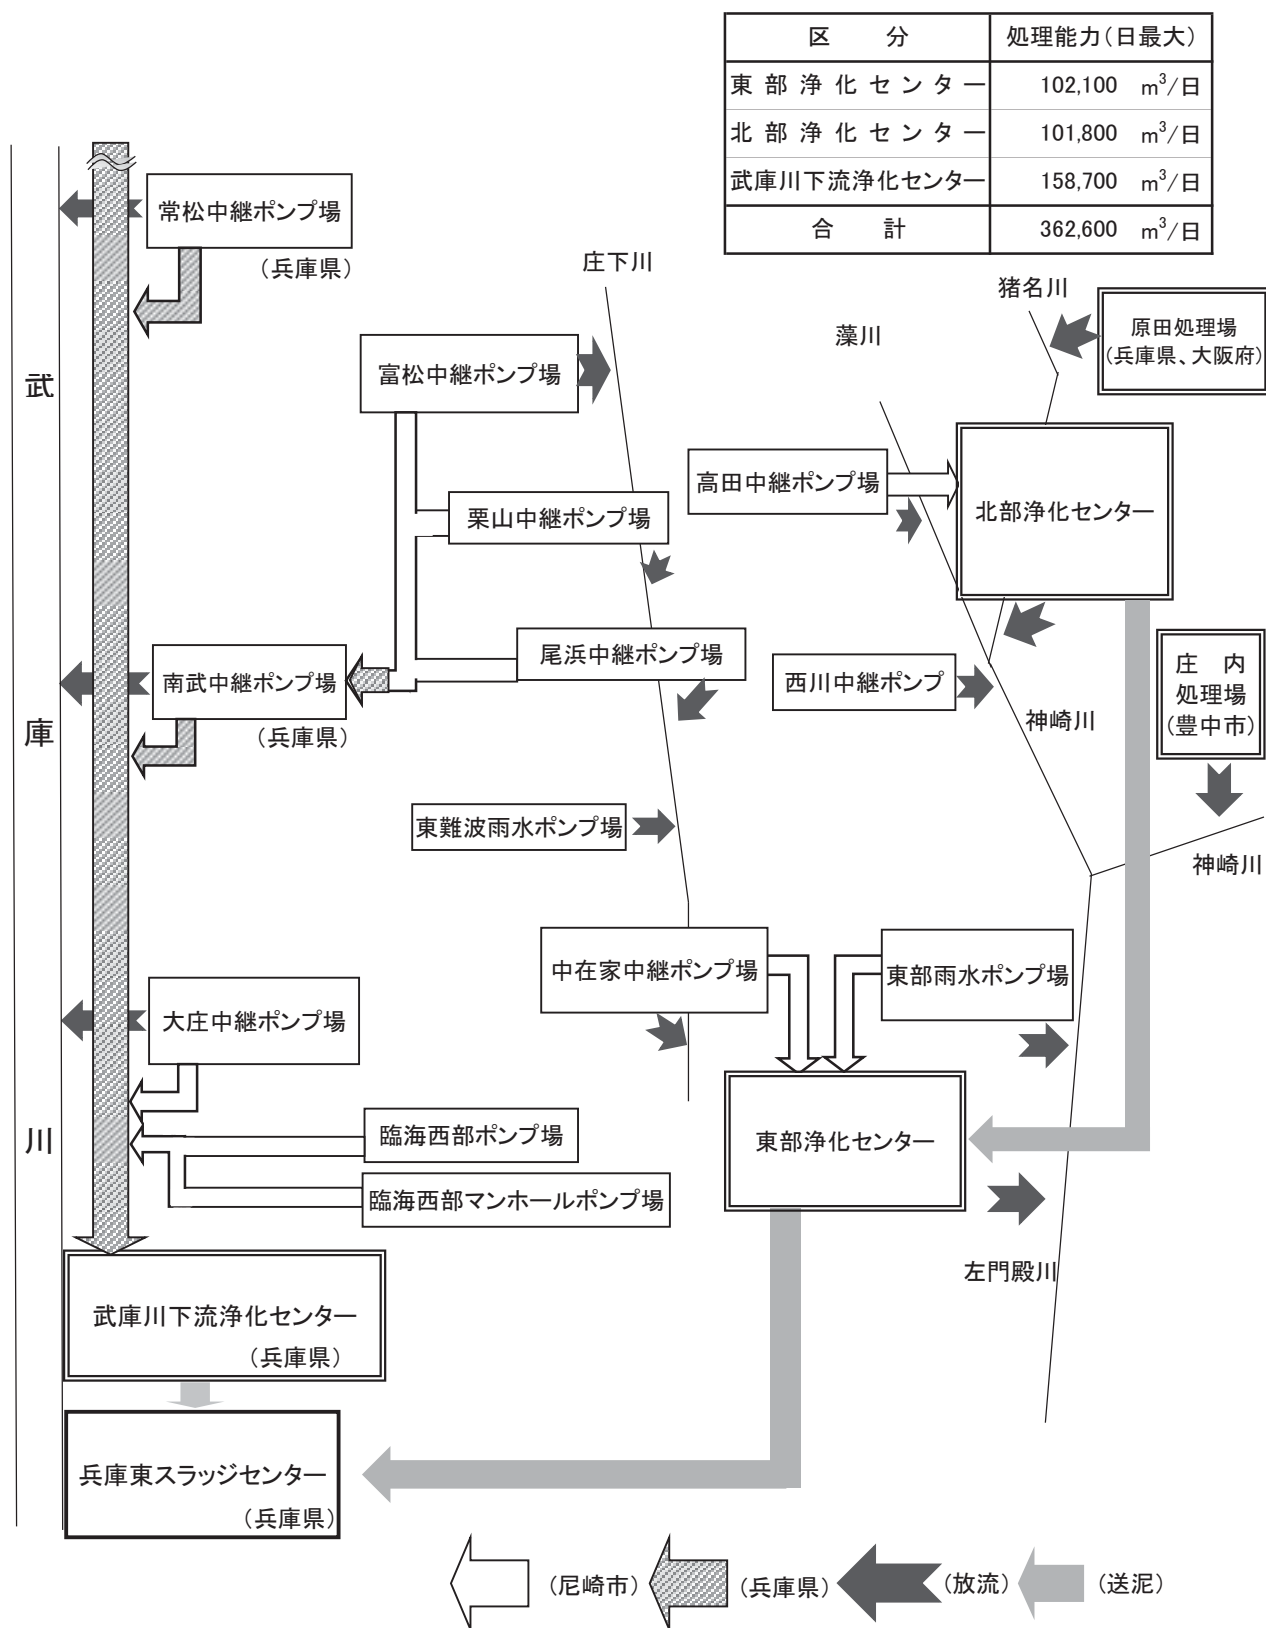 区 分 処理能力(日最大)
東部浄化センター 102,100 m³/日
北部浄化センター 101,800 m³/日
武庫川下流浄化センター 158,700 m³/日
合 計 362,600 m³/日
常松中継ポンプ場
(兵庫県)
庄下川
猪名川
原田処理場
(兵庫県、大阪府)
藻川
富松中継ポンプ場
武
庫
川
高田中継ポンプ場
北部浄化センター
栗山中継ポンプ場
尾浜中継ポンプ場
南武中継ポンプ場
(兵庫県)
西川中継ポンプ
神崎川
庄 内
処理場
(豊中市)
東難波雨水ポンプ場
神崎川
中在家中継ポンプ場
東部雨水ポンプ場
大庄中継ポンプ場
臨海西部ポンプ場
臨海西部マンホールポンプ場
東部浄化センター
左門殿川
武庫川下流浄化センター
(兵庫県)
兵庫東スラッジセンター
(兵庫県)
(尼崎市) (兵庫県) (放流) (送泥)